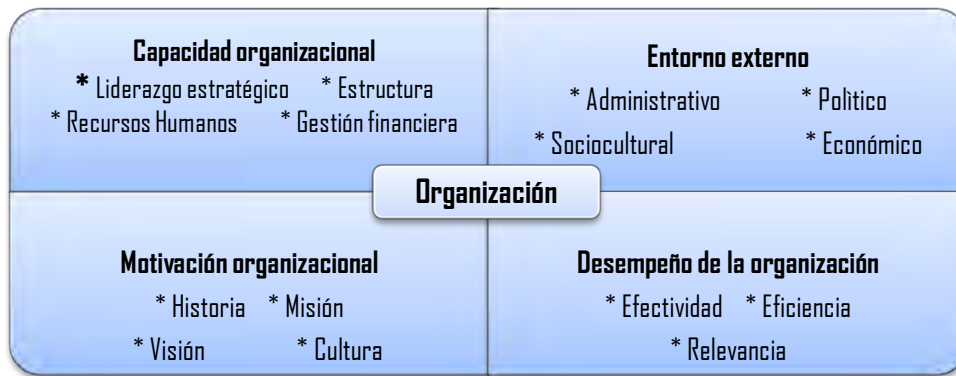 Capacidad organizacional
* Liderazgo estratégico * Estructura
* Recursos Humanos * Gestión financiera
Entorno externo
* Administrativo * Polìtico
* Sociocultural * Económico
Organización
Motivación organizacional
* Historia * Misión
* Visión * Cultura
Desempeño de la organización
* Efectividad * Eficiencia
* Relevancia